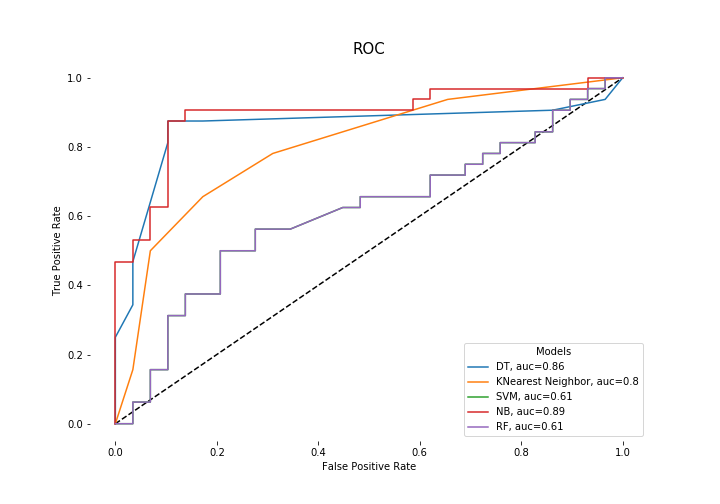 ROC
1.0
0.8
0.6
0.4
0.2
0.0
True Positive Rate
0.0 0.2 0.4 0.6 0.8 1.0
False Positive Rate
Models
DT, auc=0.86
KNearest Neighbor, auc=0.8
SVM, auc=0.61
NB, auc=0.89
RF, auc=0.61